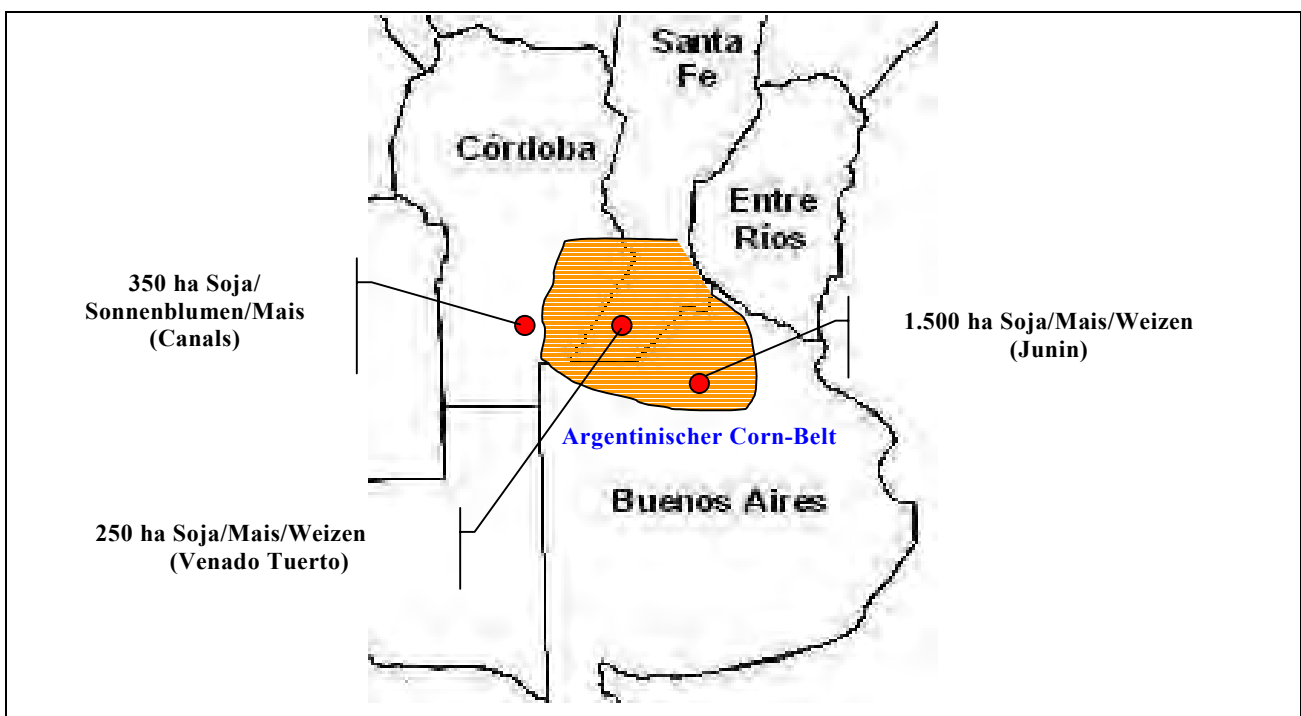 Santa
Fe
Córdoba
Entre
Ríos
350 ha Soja/
Sonnenblumen/Mais
(Canals)
1.500 ha Soja/Mais/Weizen
(Junin)
Argentinischer Corn-Belt
Buenos Aires
250 ha Soja/Mais/Weizen
(Venado Tuerto)